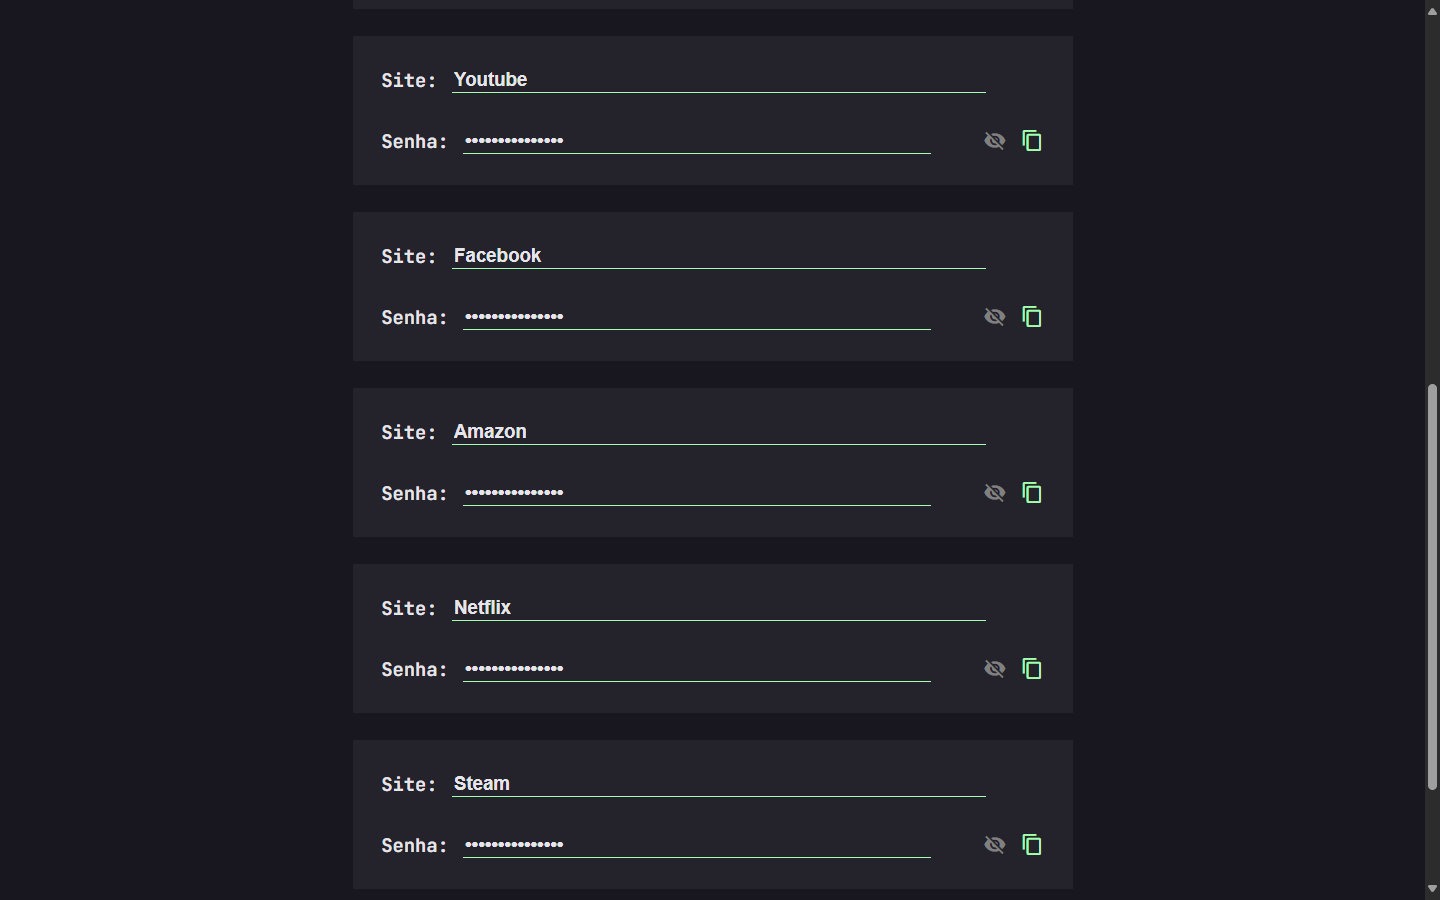 Site: Youtube
Senha: •••••••••••••••
Site: Facebook
Senha: •••••••••••••••
Site: Amazon
Senha: •••••••••••••••
Site: Netflix
Senha: •••••••••••••••
Site: Steam
Senha: •••••••••••••••